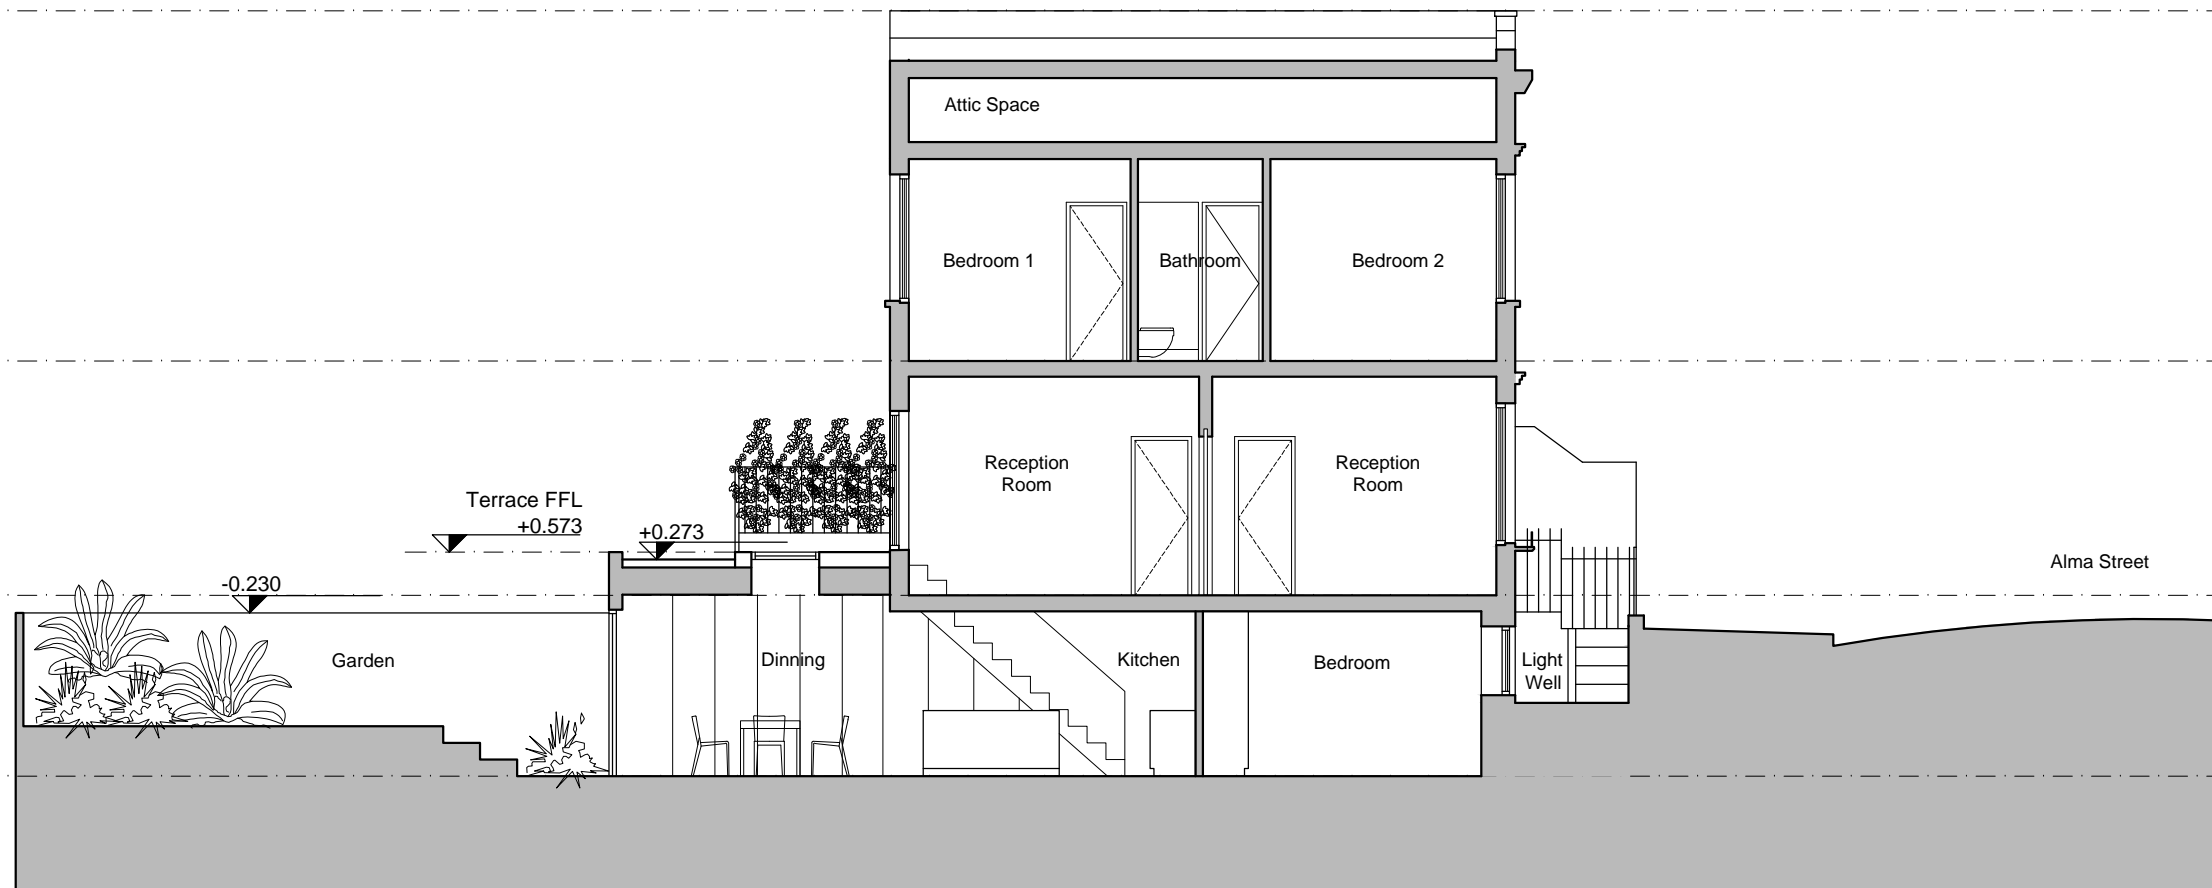 Attic Space
Bedroom 1
Bathroom
Bedroom 2
Reception
Room
Reception
Room
Terrace FFL
+0.573
+0.273
-0.230
Alma Street
Garden
Dinning
Kitchen
Bedroom
Light
Well